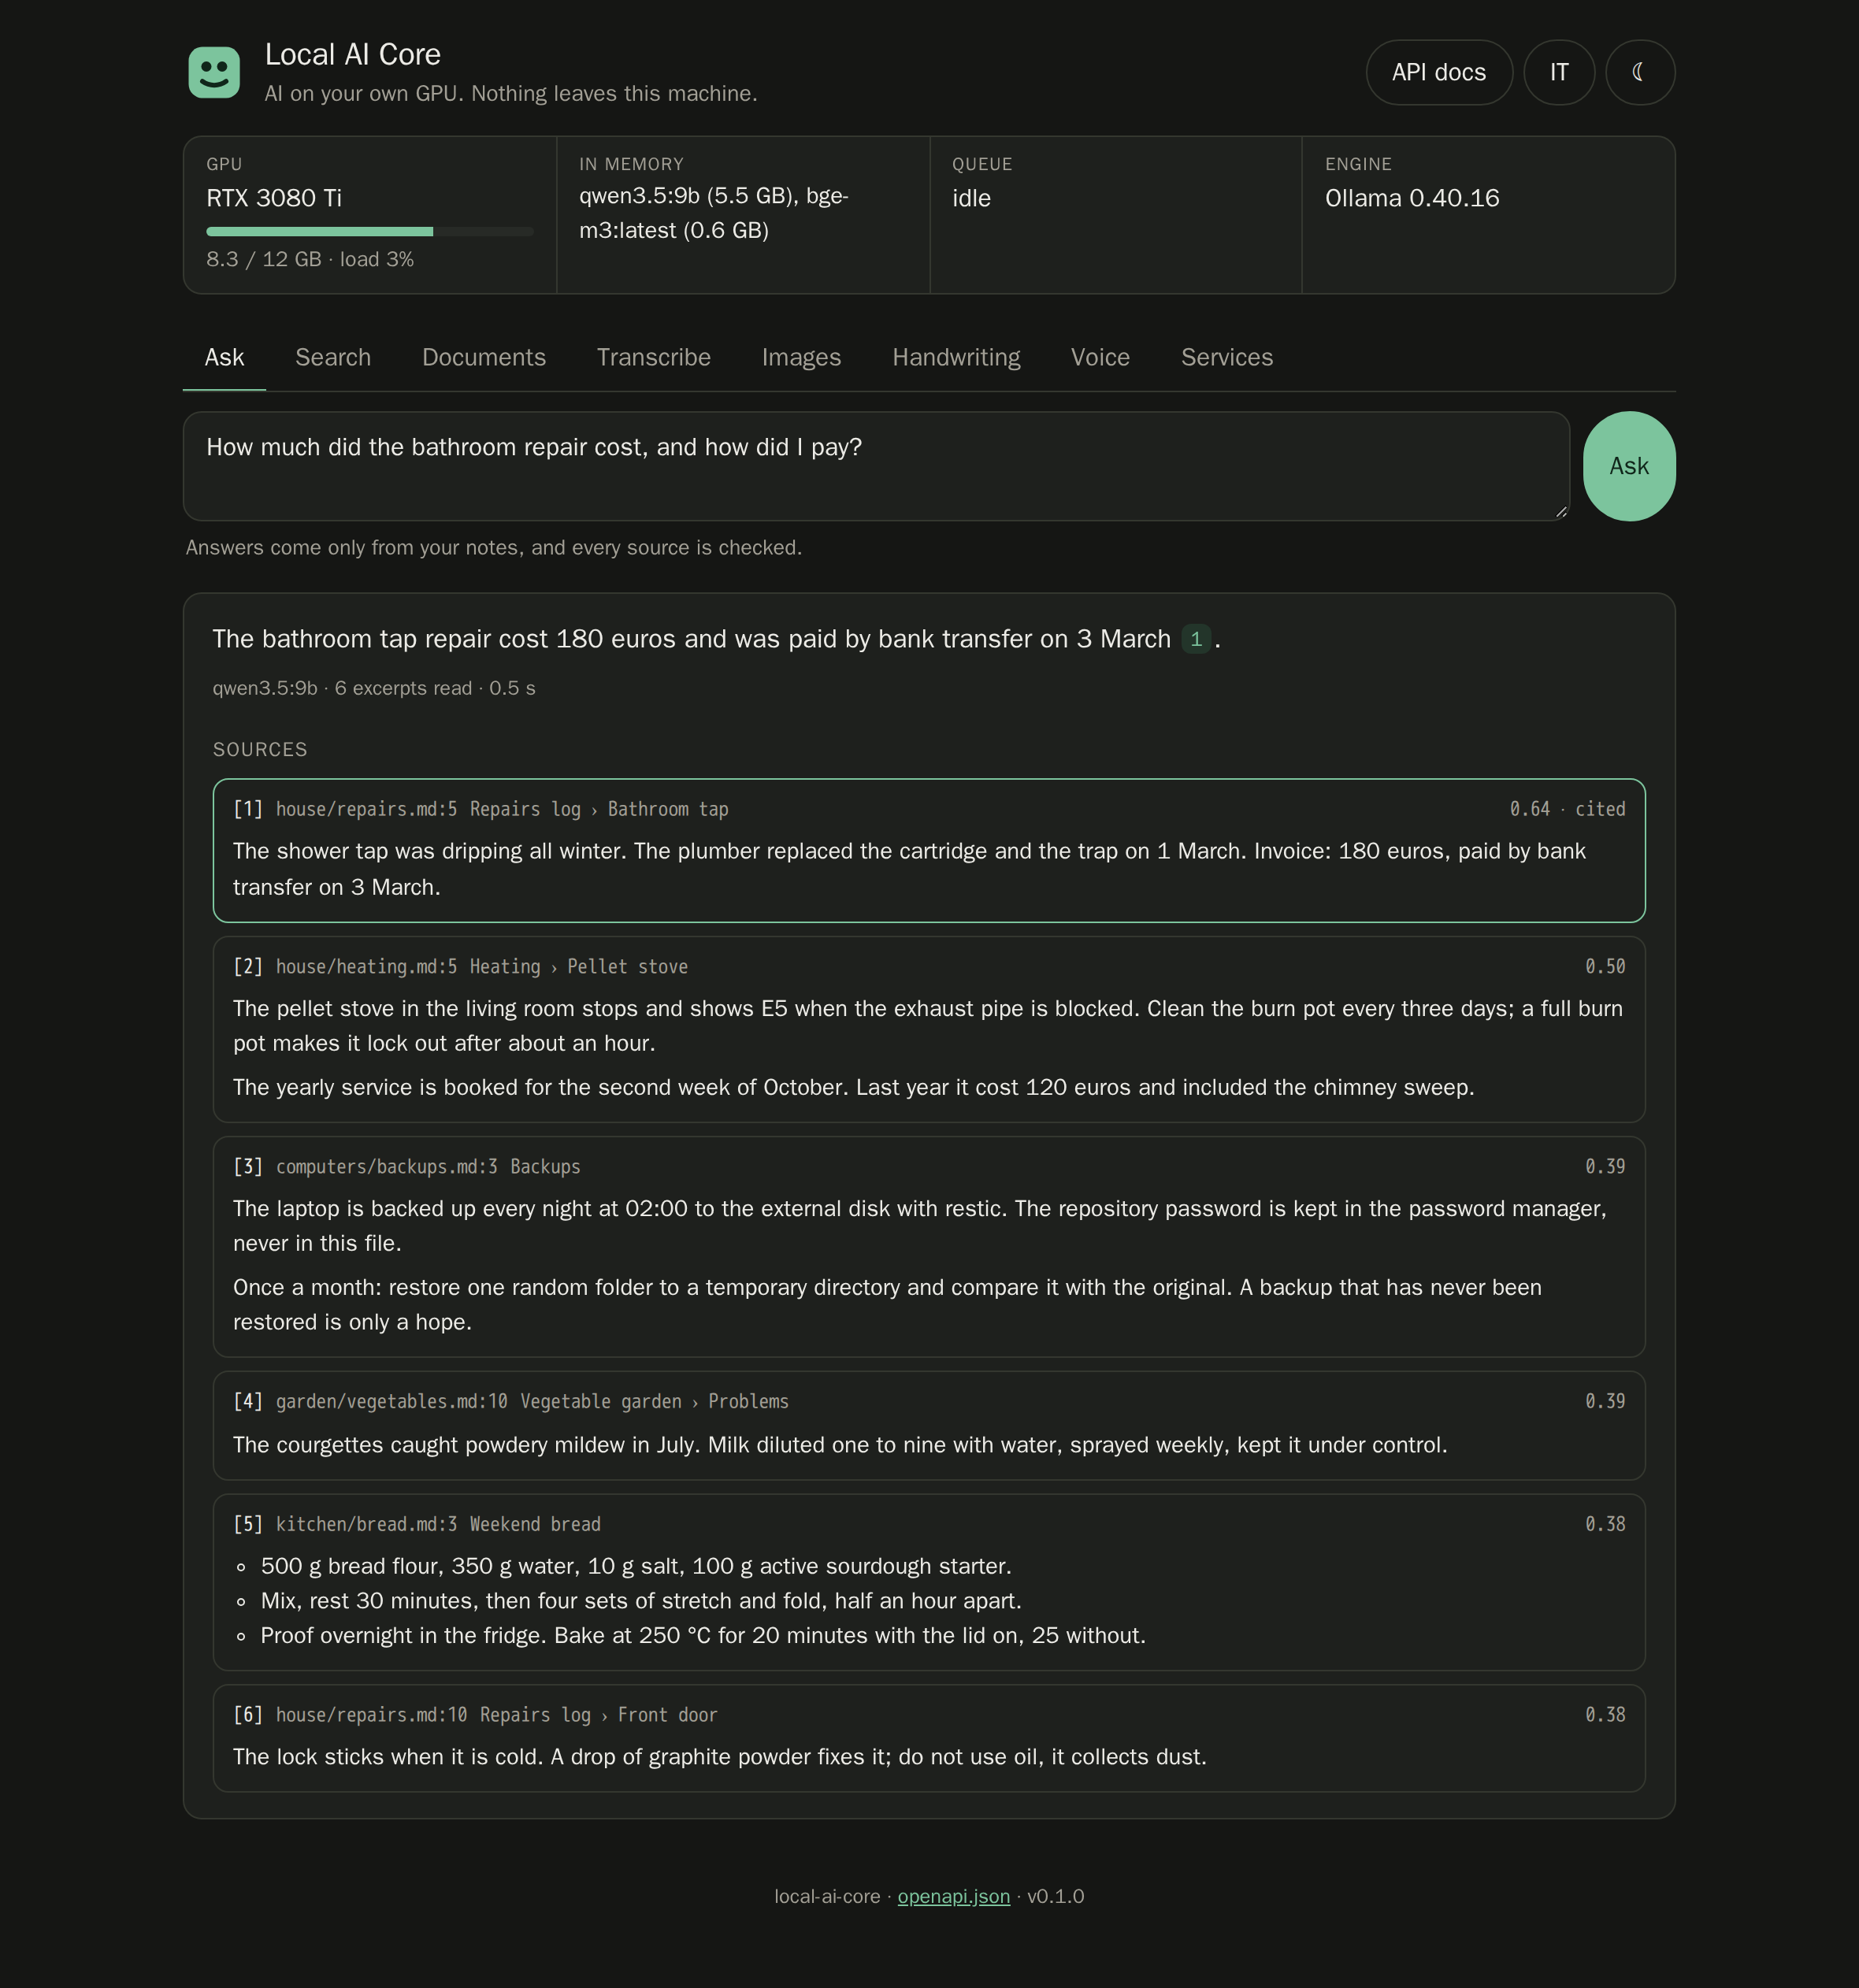 Local AI Core
AI on your own GPU. Nothing leaves this machine.
API docs
IT
GPU
RTX 3080 Ti
8.3 / 12 GB · load 3%
IN MEMORY
qwen3.5:9b (5.5 GB), bge-
m3:latest (0.6 GB)
QUEUE
idle
ENGINE
Ollama 0.40.16
Ask Search Documents Transcribe Images Handwriting Voice Services
How much did the bathroom repair cost, and how did I pay?
Ask
Answers come only from your notes, and every source is checked.
The bathroom tap repair cost 180 euros and was paid by bank transfer on 3 March 1 .
qwen3.5:9b · 6 excerpts read · 0.5 s
SOURCES
[1] house/repairs.md:5 Repairs log › Bathroom tap 0.64 · cited
The shower tap was dripping all winter. The plumber replaced the cartridge and the trap on 1 March. Invoice: 180 euros, paid by bank
transfer on 3 March.
[2] house/heating.md:5 Heating › Pellet stove 0.50
The pellet stove in the living room stops and shows E5 when the exhaust pipe is blocked. Clean the burn pot every three days; a full burn
pot makes it lock out after about an hour.
The yearly service is booked for the second week of October. Last year it cost 120 euros and included the chimney sweep.
[3] computers/backups.md:3 Backups 0.39
The laptop is backed up every night at 02:00 to the external disk with restic. The repository password is kept in the password manager,
never in this file.
Once a month: restore one random folder to a temporary directory and compare it with the original. A backup that has never been
restored is only a hope.
[4] garden/vegetables.md:10 Vegetable garden › Problems 0.39
The courgettes caught powdery mildew in July. Milk diluted one to nine with water, sprayed weekly, kept it under control.
[5] kitchen/bread.md:3 Weekend bread 0.38
◦ 500 g bread flour, 350 g water, 10 g salt, 100 g active sourdough starter.
◦ Mix, rest 30 minutes, then four sets of stretch and fold, half an hour apart.
◦ Proof overnight in the fridge. Bake at 250 °C for 20 minutes with the lid on, 25 without.
[6] house/repairs.md:10 Repairs log › Front door 0.38
The lock sticks when it is cold. A drop of graphite powder fixes it; do not use oil, it collects dust.
local-ai-core · openapi.json · v0.1.0